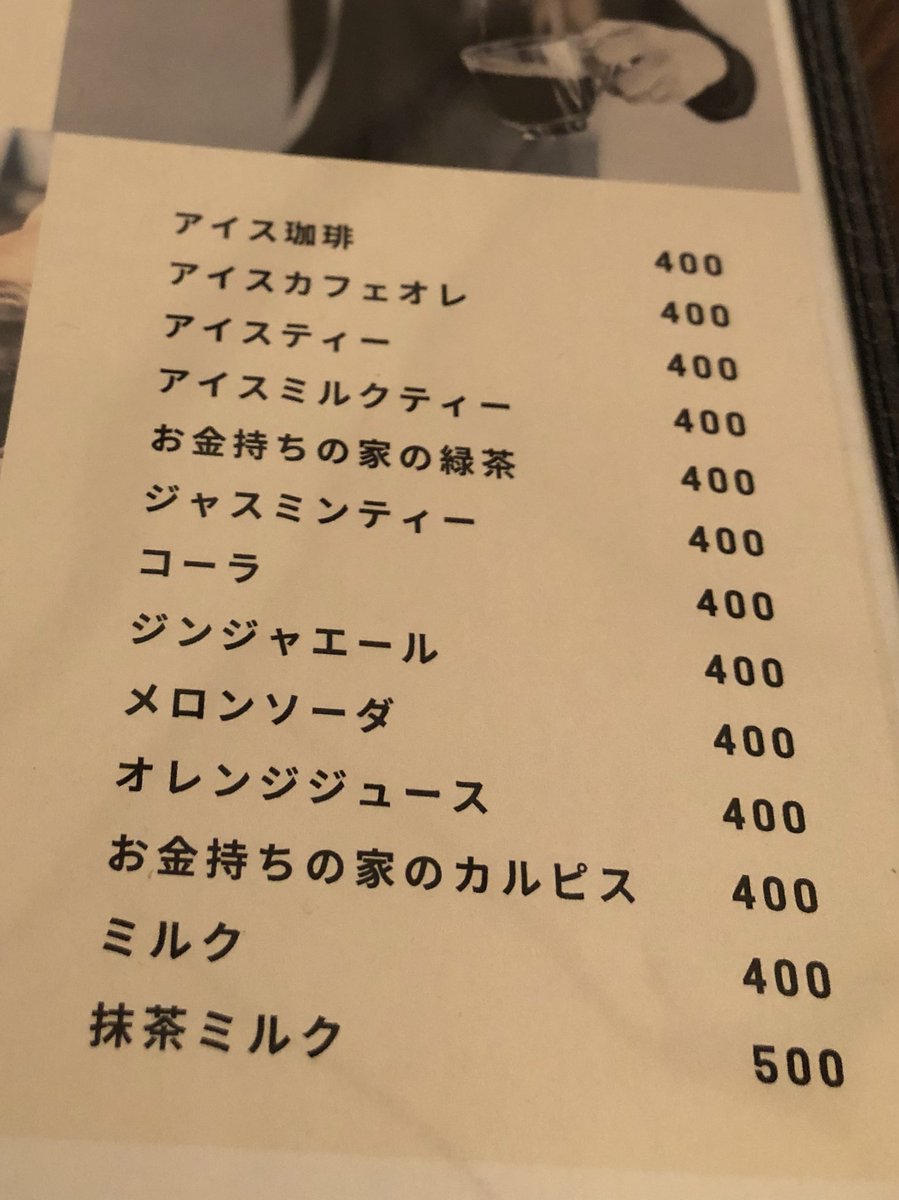 アイス珈琲 400
アイスカフェオレ 400
アイスティー 400
アイスミルクティー 400
お金持ちの家の緑茶 400
ジャスミンティー 400
コーラ 400
ジンジャエール 400
メロンソーダ 400
オレンジジュース 400
お金持ちの家のカルピス 400
ミルク 400
抹茶ミルク 500